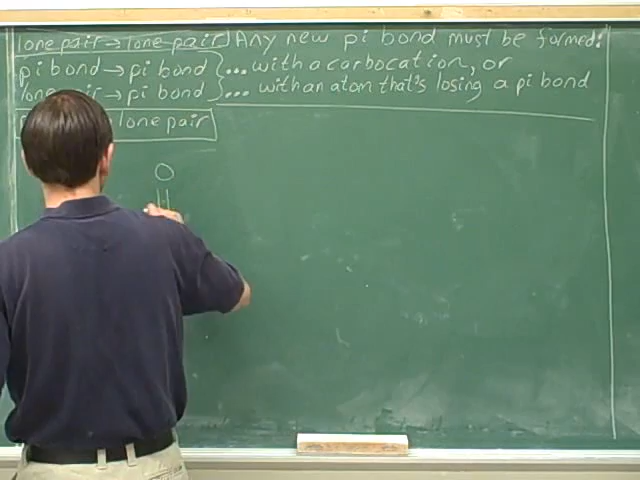 lone pair → lone pair Any new pi bond must be formed:
pi bond → pi bond ...with a carbocation, or
lone pair → pi bond ...with an atom that's losing a pi bond
→ lone pair
O